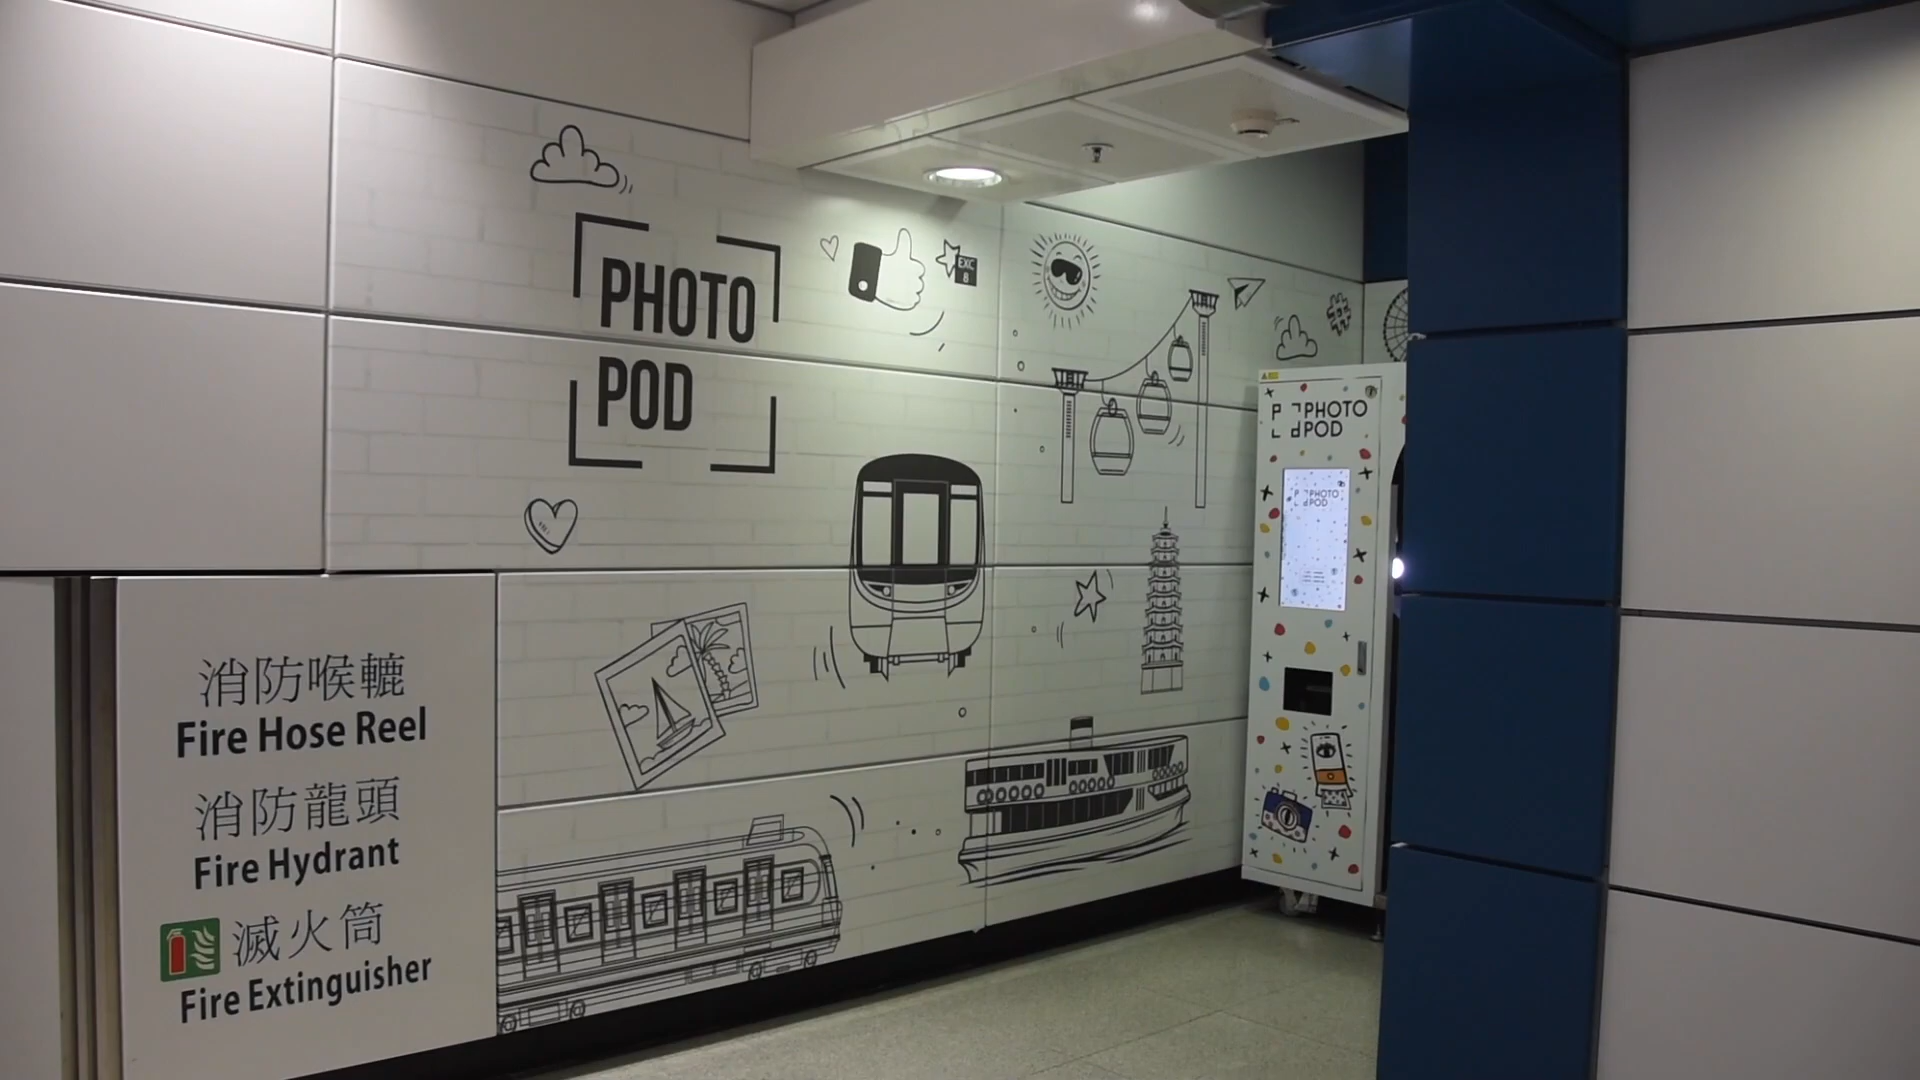 PHOTO
POD
EXC
8
PHOTO
POD
PHOTO
POD
消防喉轆
Fire Hose Reel
消防龍頭
Fire Hydrant
滅火筒
Fire Extinguisher